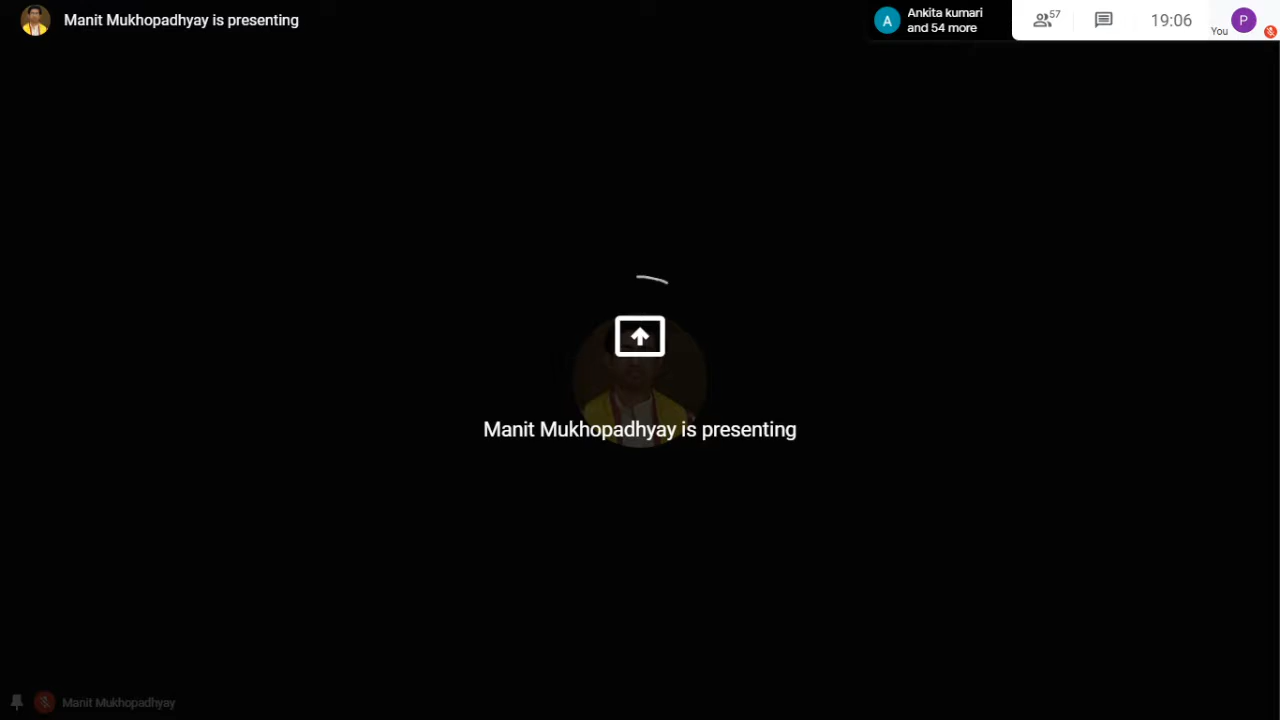 Manit Mukhopadhyay is presenting
A
Ankita kumari
and 54 more
57
19:06
You
P
Manit Mukhopadhyay is presenting
Manit Mukhopadhyay